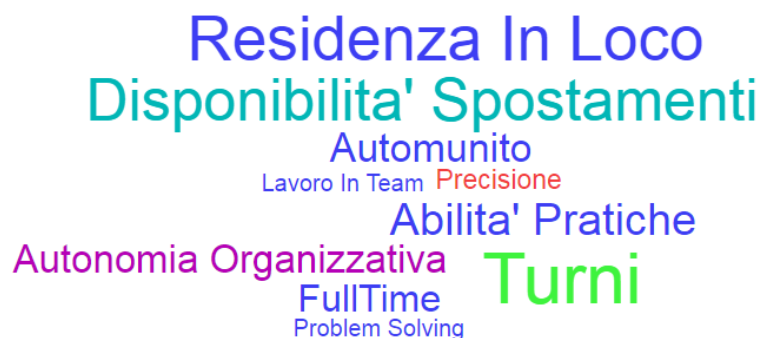 Residenza In Loco
Disponibilita' Spostamenti
Automunito
Lavoro In Team Precisione
Abilita' Pratiche
Autonomia Organizzativa Turni
FullTime
Problem Solving